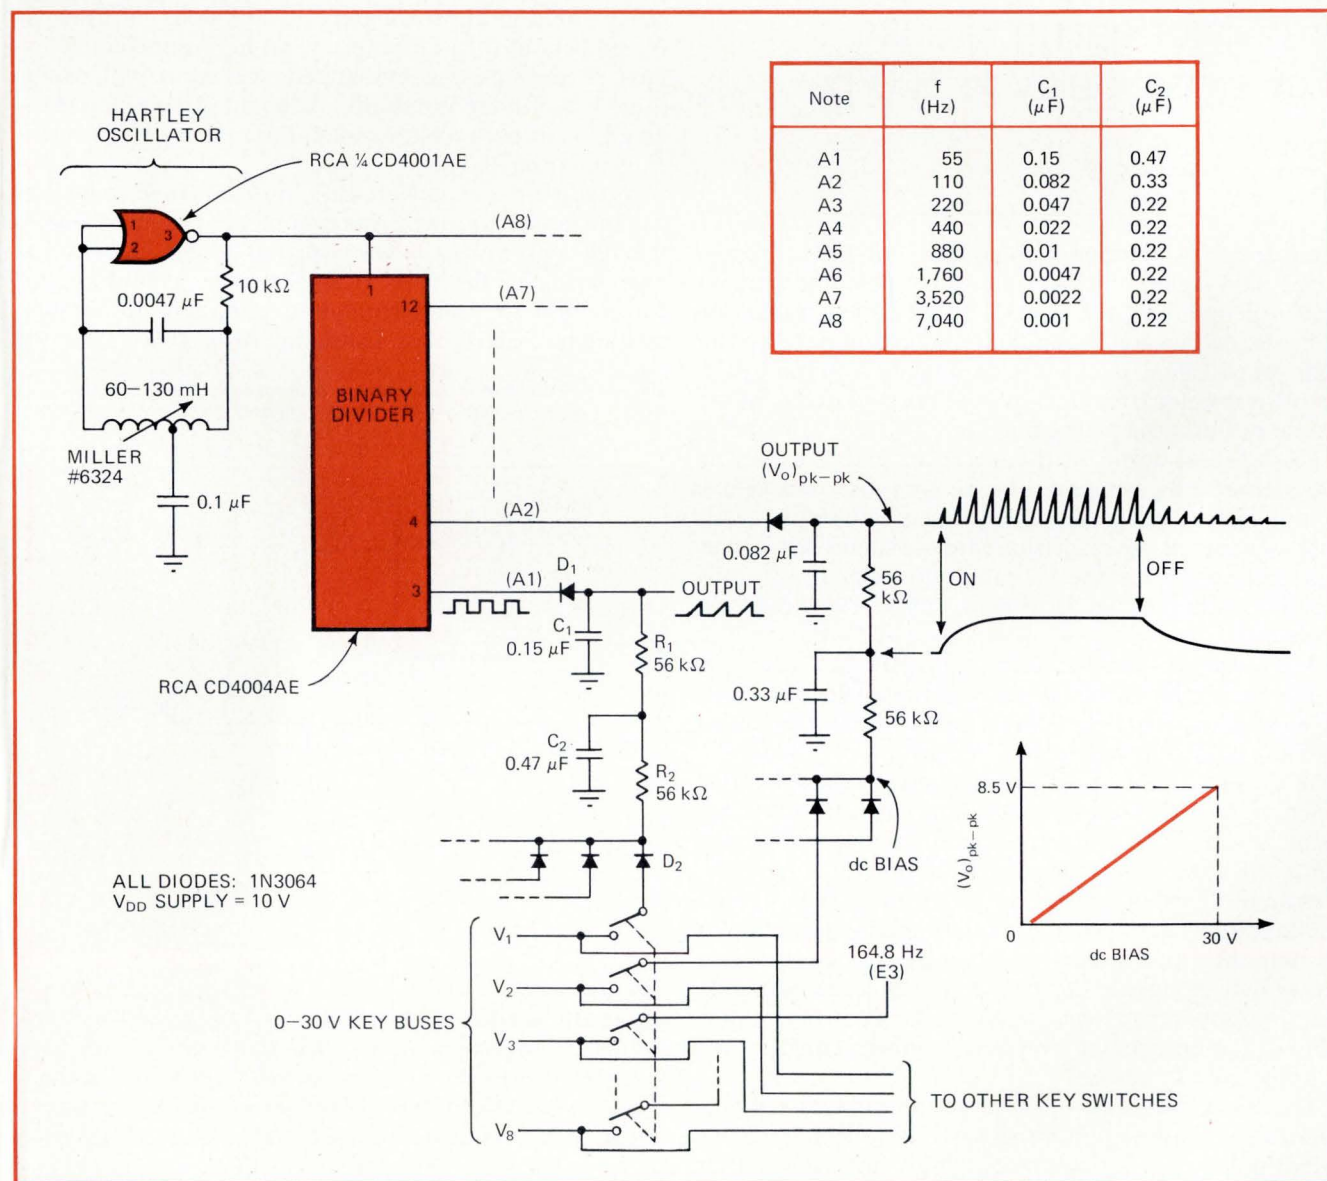 HARTLEY
OSCILLATOR
RCA ¼ CD4001AE
1
2
3
(A8)
10 kΩ
0.0047 µF
60–130 mH
MILLER
#6324
0.1 µF
1
12
(A7)
BINARY
DIVIDER
4
(A2)
3
(A1)
RCA CD4004AE
D1
C1
0.15 µF
R1
56 kΩ
OUTPUT
C2
0.47 µF
R2
56 kΩ
D2
OUTPUT
(Vo)pk–pk
0.082 µF
56
kΩ
0.33 µF
56 kΩ
dc BIAS
ON
OFF
Note f (Hz) C1 (µF) C2 (µF)
A1 55 0.15 0.47
A2 110 0.082 0.33
A3 220 0.047 0.22
A4 440 0.022 0.22
A5 880 0.01 0.22
A6 1,760 0.0047 0.22
A7 3,520 0.0022 0.22
A8 7,040 0.001 0.22
8.5 V
(Vo)pk–pk
0
30 V
dc BIAS
ALL DIODES: 1N3064
VDD SUPPLY = 10 V
V1
V2
V3
V8
0–30 V KEY BUSES
164.8 Hz
(E3)
TO OTHER KEY SWITCHES